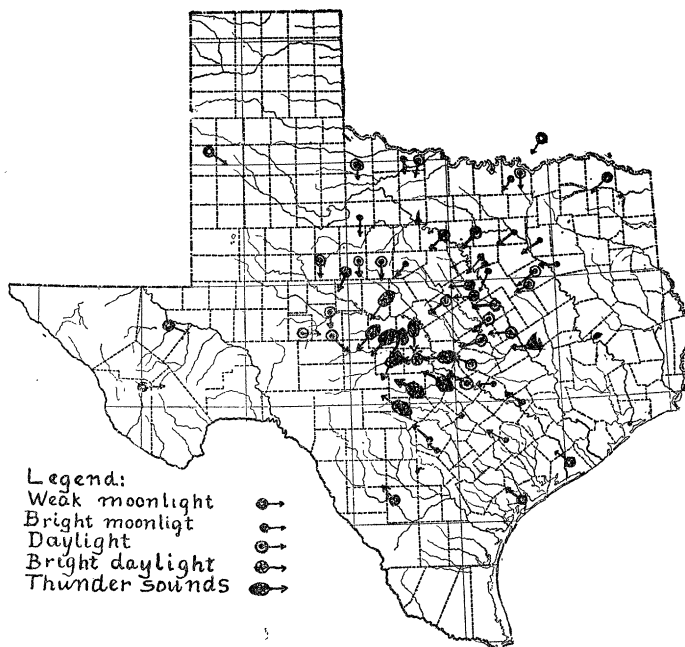 Legend:
Weak moonlight
Bright moonligt
Daylight
Bright daylight
Thunder sounds